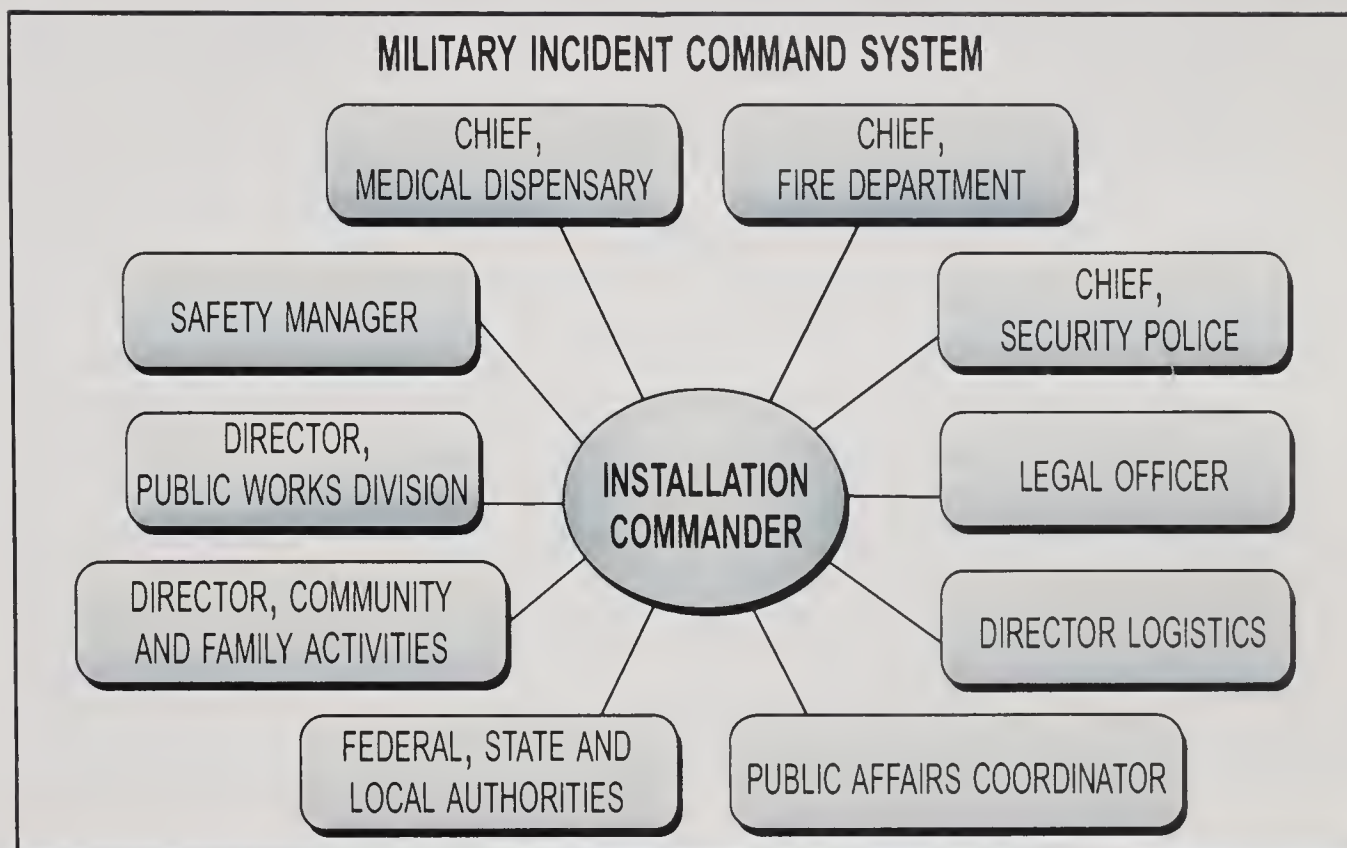 MILITARY INCIDENT COMMAND SYSTEM
CHIEF,
MEDICAL DISPENSARY
CHIEF,
FIRE DEPARTMENT
SAFETY MANAGER
CHIEF,
SECURITY POLICE
DIRECTOR,
PUBLIC WORKS DIVISION
INSTALLATION
COMMANDER
LEGAL OFFICER
DIRECTOR, COMMUNITY
AND FAMILY ACTIVITIES
DIRECTOR LOGISTICS
FEDERAL, STATE AND
LOCAL AUTHORITIES
PUBLIC AFFAIRS COORDINATOR